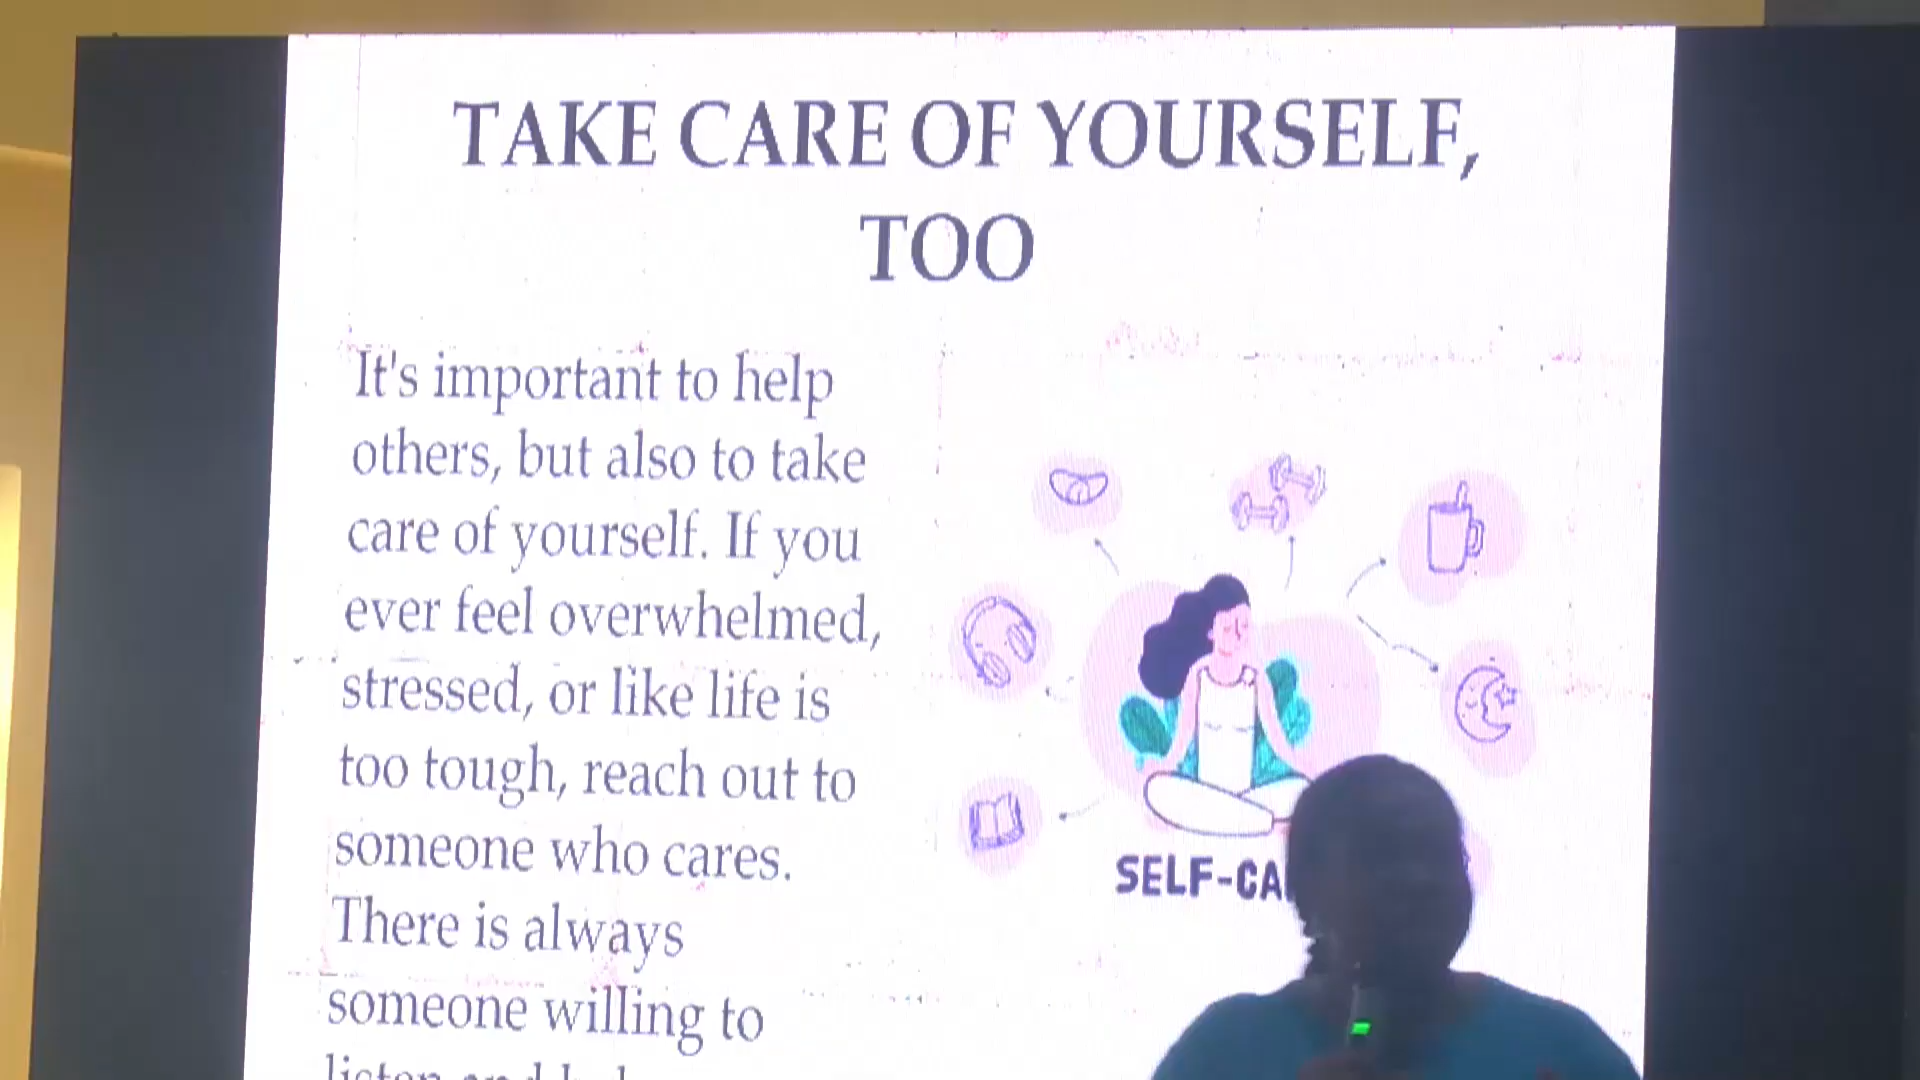 TAKE CARE OF YOURSELF,
TOO
It's important to help
others, but also to take
care of yourself. If you
ever feel overwhelmed,
stressed, or like life is
too tough, reach out to
someone who cares.
There is always
someone willing to
listen and
SELF-CA